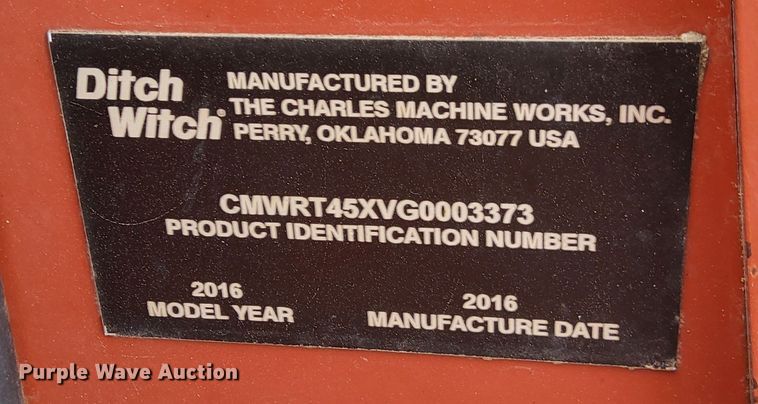 Ditch
Witch®
MANUFACTURED BY
THE CHARLES MACHINE WORKS, INC.
PERRY, OKLAHOMA 73077 USA
CMWRT45XVG0003373
PRODUCT IDENTIFICATION NUMBER
2016
MODEL YEAR
2016
MANUFACTURE DATE
Purple Wave Auction